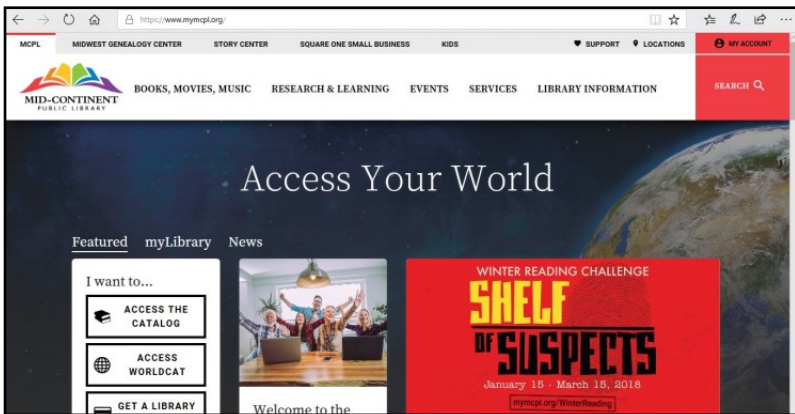 https://www.mymcpl.org/
MCPL MIDWEST GENEALOGY CENTER STORY CENTER SQUARE ONE SMALL BUSINESS KIDS SUPPORT LOCATIONS MY ACCOUNT
MID-CONTINENT
PUBLIC LIBRARY
BOOKS, MOVIES, MUSIC RESEARCH & LEARNING EVENTS SERVICES LIBRARY INFORMATION SEARCH
Access Your World
Featured myLibrary News
I want to...
ACCESS THE
CATALOG
ACCESS
WORLDCAT
GET A LIBRARY
Welcome to the
WINTER READING CHALLENGE
SHELF
OF SUSPECTS
January 15 - March 15, 2018
mymcpl.org/WinterReading